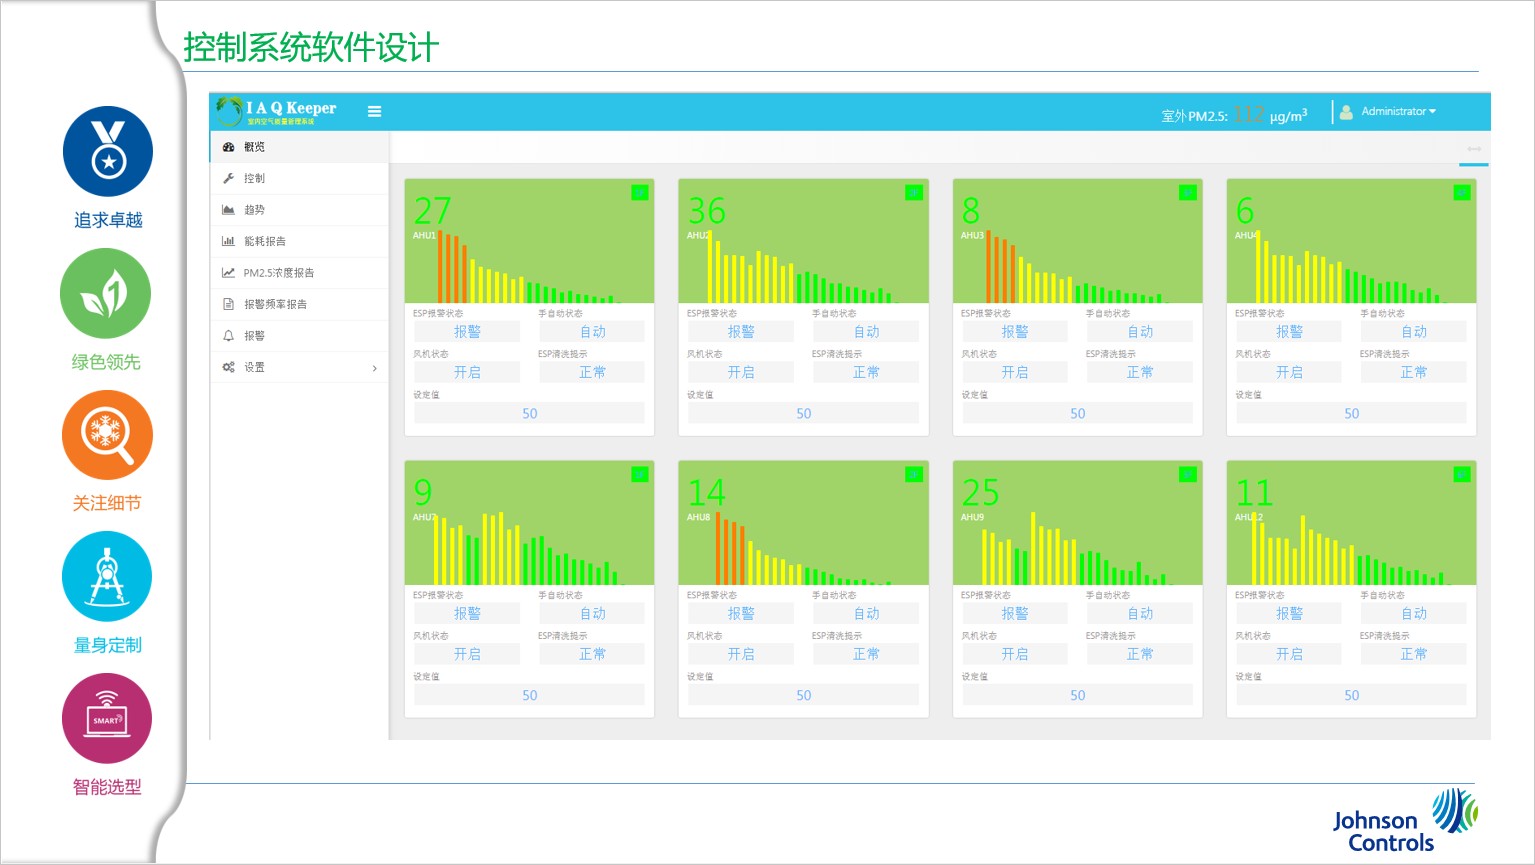 控制系统软件设计
追求卓越
绿色领先
关注细节
量身定制
SMART
智能选型
I A Q Keeper
室内空气质量管理系统
室外PM2.5: 112 μg/m³
Administrator
概览
控制
趋势
能耗报告
PM2.5浓度报告
报警频率报告
报警
设置
27
AHU1
ESP报警状态 手自动状态
报警 自动
风机状态 ESP清洗提示
开启 正常
设定值
50
36
AHU2
ESP报警状态 手自动状态
报警 自动
风机状态 ESP清洗提示
开启 正常
设定值
50
8
AHU3
ESP报警状态 手自动状态
报警 自动
风机状态 ESP清洗提示
开启 正常
设定值
50
6
AHU4
ESP报警状态 手自动状态
报警 自动
风机状态 ESP清洗提示
开启 正常
设定值
50
9
AHU7
ESP报警状态 手自动状态
报警 自动
风机状态 ESP清洗提示
开启 正常
设定值
50
14
AHU8
ESP报警状态 手自动状态
报警 自动
风机状态 ESP清洗提示
开启 正常
设定值
50
25
AHU9
ESP报警状态 手自动状态
报警 自动
风机状态 ESP清洗提示
开启 正常
设定值
50
11
ESP报警状态 手自动状态
报警 自动
风机状态 ESP清洗提示
开启 正常
设定值
50
Johnson
Controls